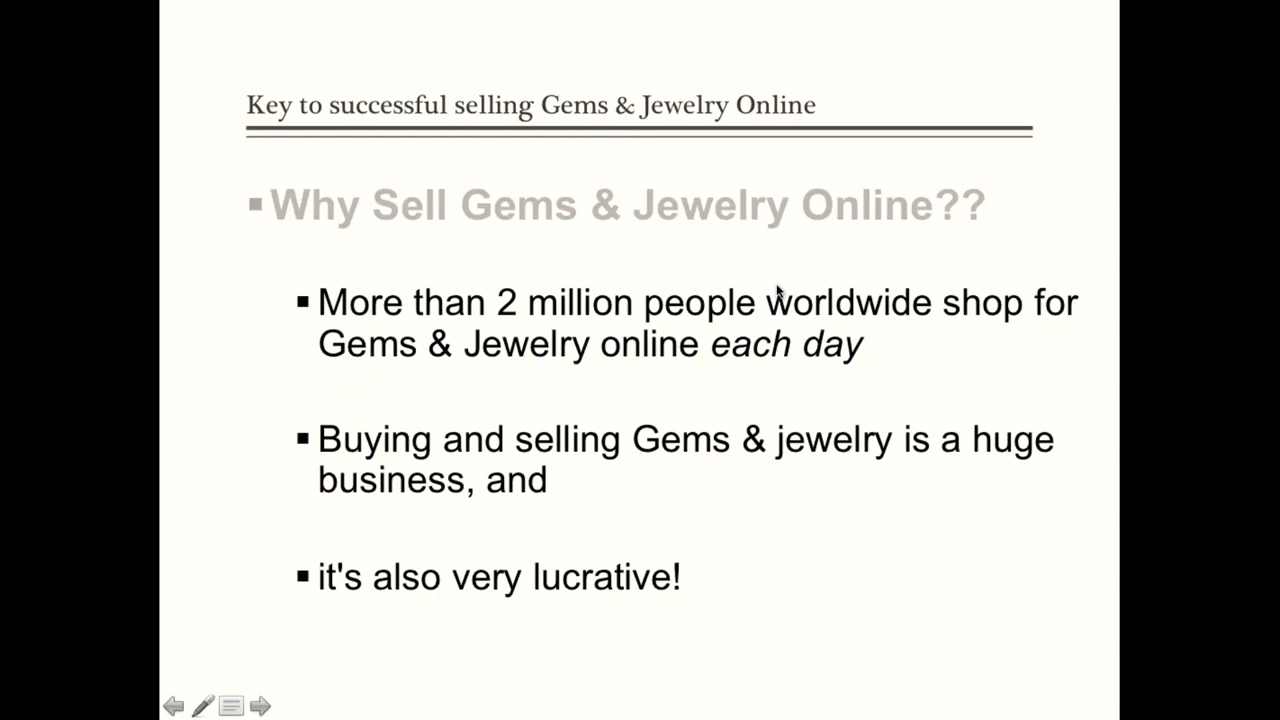 Key to successful selling Gems & Jewelry Online
▪Why Sell Gems & Jewelry Online??
▪More than 2 million people worldwide shop for
Gems & Jewelry online each day
▪Buying and selling Gems & jewelry is a huge
business, and
▪it's also very lucrative!